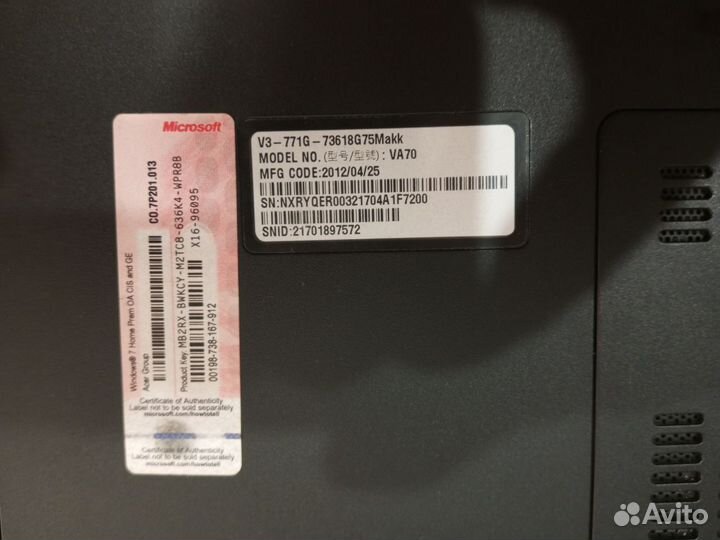 Microsoft
Windows® 7 Home Prem OA CIS and GE
Acer Group
CO.7P201.013
Product Key: MB2RX-BWKCY-M2TCB-636K4-WPR8B
X16-96095
00198-738-167-912
Certificate of Authenticity
Label not to be sold separately
microsoft.com/howtotell
Certificate of Authenticity
Label not to be sold separately
microsoft.com/howtotell
V3-771G-73618G75Makk
MODEL NO.(型号/型號): VA70
MFG CODE:2012/04/25
SN:NXRYQER00321704A1F7200
SNID:21701897572
Avito